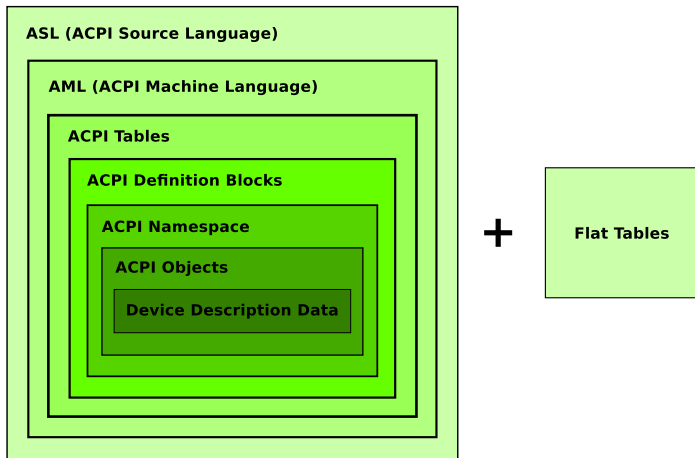 ASL (ACPI Source Language)
AML (ACPI Machine Language)
ACPI Tables
ACPI Definition Blocks
ACPI Namespace
ACPI Objects
Device Description Data
+
Flat Tables